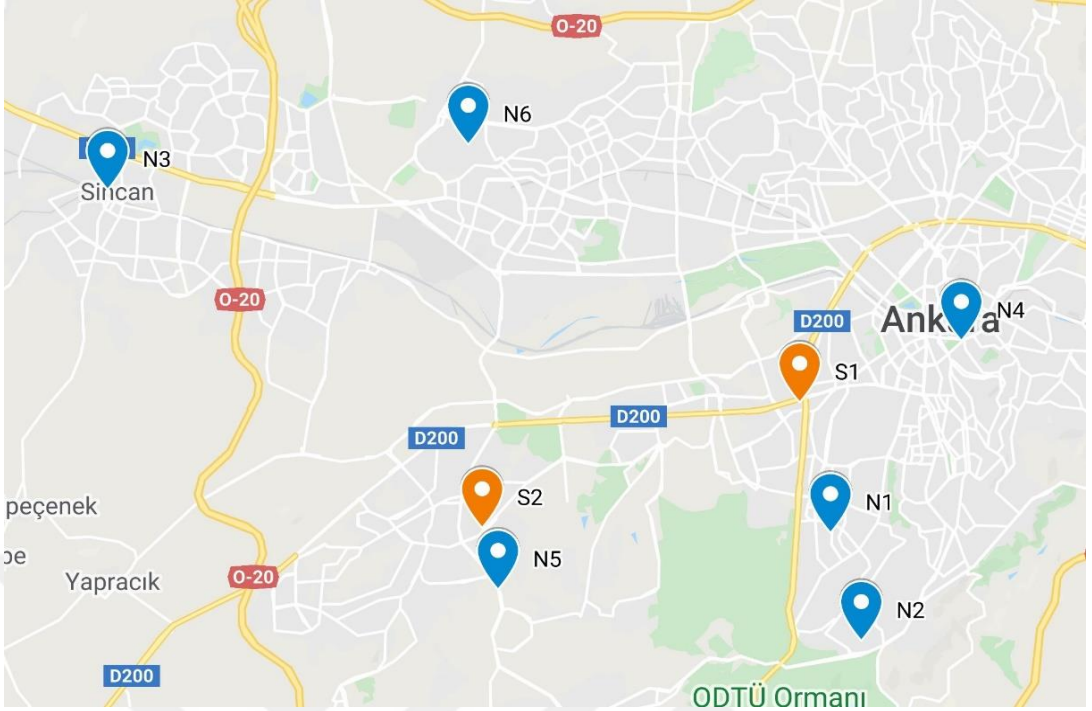 O-20
N6
N3
Sincan
O-20
D200
Ankara
N4
S1
D200
D200
peçenek
S2
N1
pe
N5
Yapracık
O-20
N2
D200
ODTÜ Ormanı